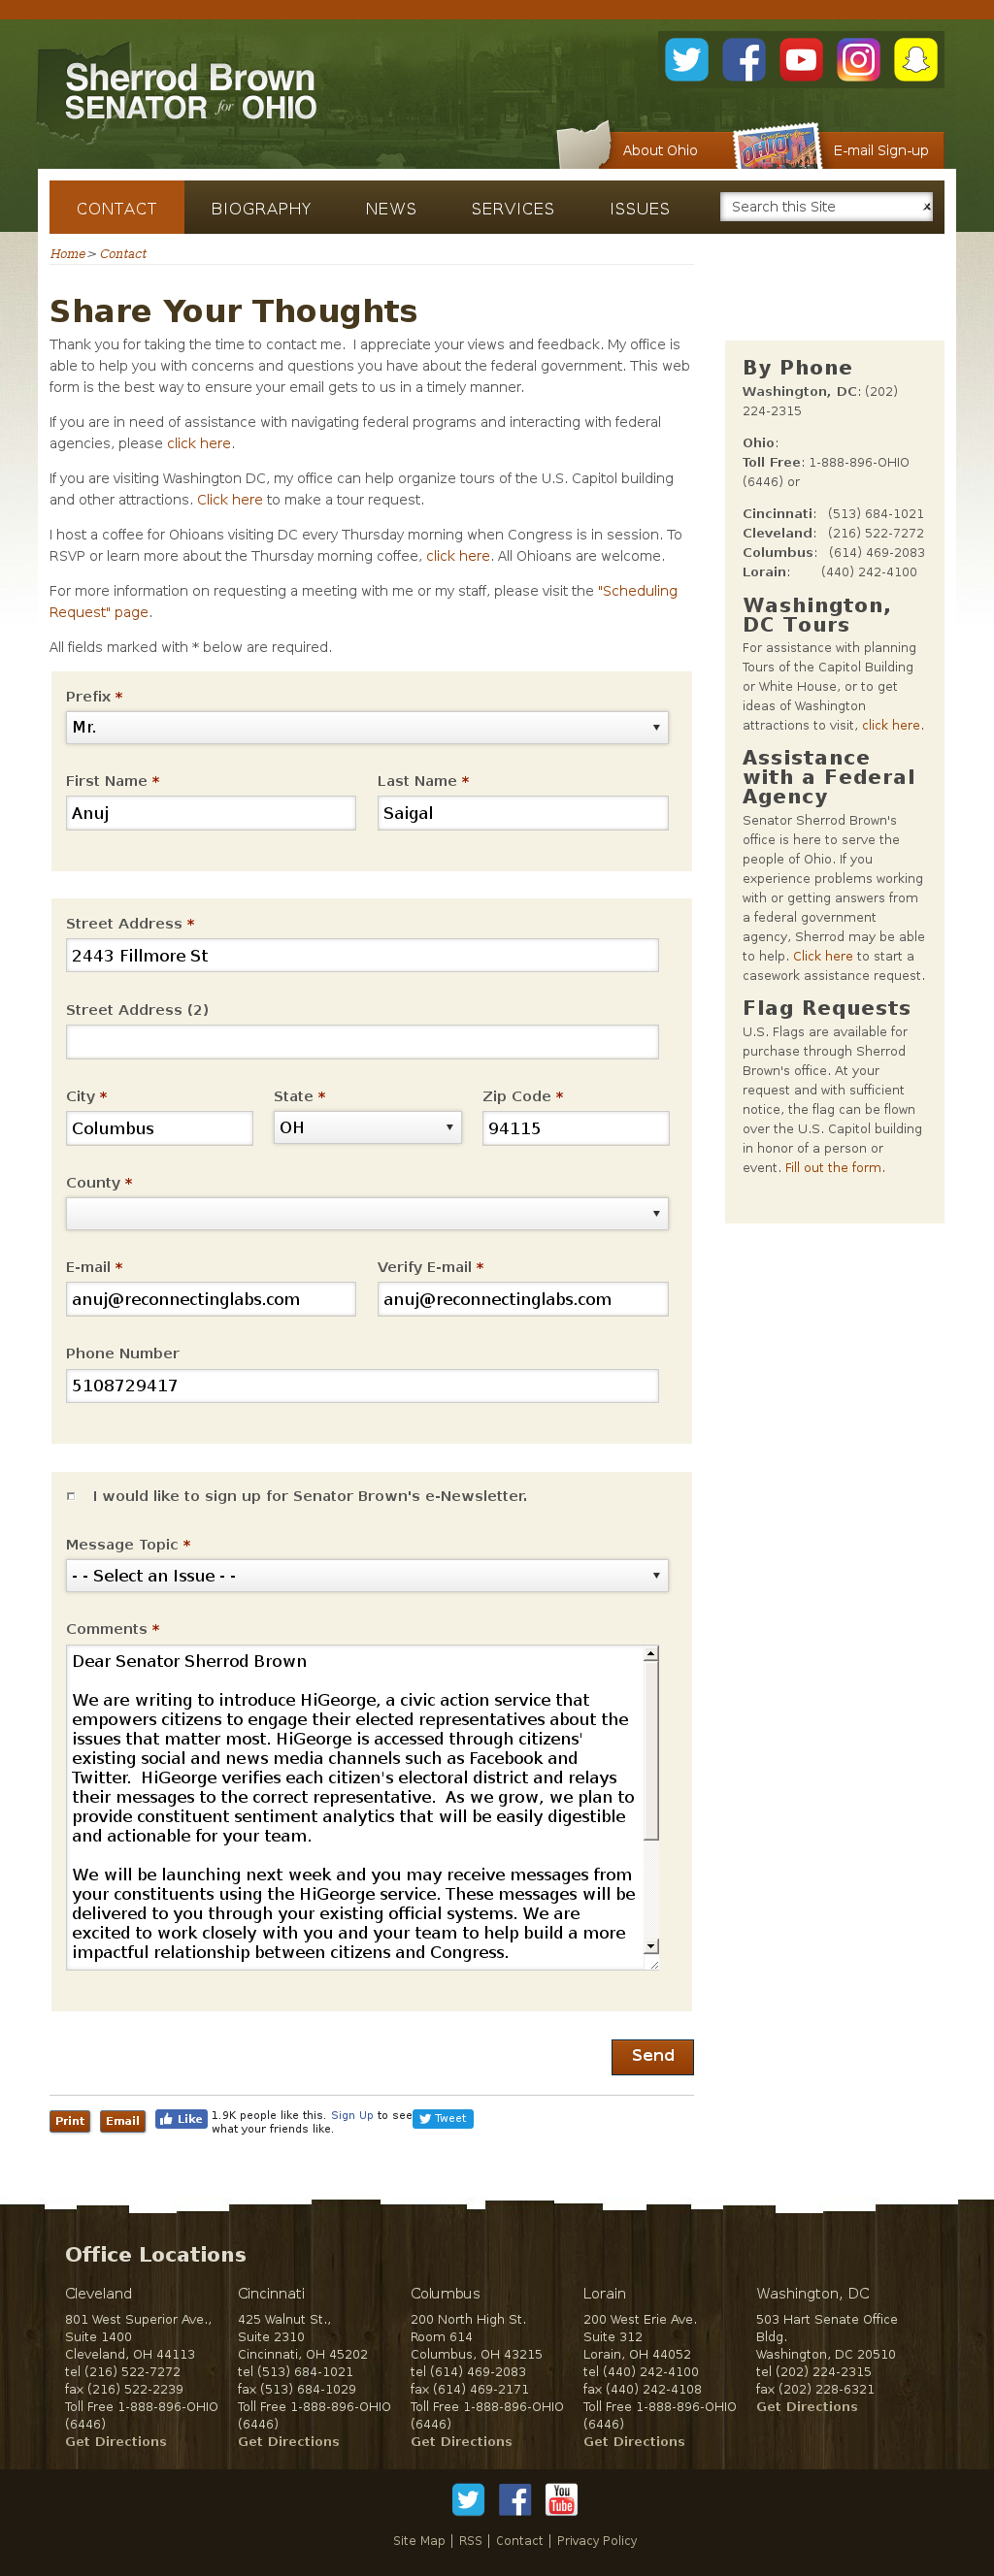 Sherrod Brown
SENATOR for OHIO
About Ohio
OHIO
E-mail Sign-up
CONTACT BIOGRAPHY NEWS SERVICES ISSUES
Search this Site
Home > Contact
Share Your Thoughts
Thank you for taking the time to contact me.  I appreciate your views and feedback. My office is
able to help you with concerns and questions you have about the federal government. This web
form is the best way to ensure your email gets to us in a timely manner.
If you are in need of assistance with navigating federal programs and interacting with federal
agencies, please click here.
If you are visiting Washington DC, my office can help organize tours of the U.S. Capitol building
and other attractions. Click here to make a tour request.
I host a coffee for Ohioans visiting DC every Thursday morning when Congress is in session. To
RSVP or learn more about the Thursday morning coffee, click here. All Ohioans are welcome.
For more information on requesting a meeting with me or my staff, please visit the "Scheduling
Request" page.
All fields marked with * below are required.
Prefix *
Mr.
First Name * Last Name *
Anuj Saigal
Street Address *
2443 Fillmore St
Street Address (2)
City * State * Zip Code *
Columbus OH 94115
County *
E-mail * Verify E-mail *
anuj@reconnectinglabs.com anuj@reconnectinglabs.com
Phone Number
5108729417
I would like to sign up for Senator Brown's e-Newsletter.
Message Topic *
- - Select an Issue - -
Comments *
Dear Senator Sherrod Brown
We are writing to introduce HiGeorge, a civic action service that
empowers citizens to engage their elected representatives about the
issues that matter most. HiGeorge is accessed through citizens'
existing social and news media channels such as Facebook and
Twitter.  HiGeorge verifies each citizen's electoral district and relays
their messages to the correct representative.  As we grow, we plan to
provide constituent sentiment analytics that will be easily digestible
and actionable for your team.
We will be launching next week and you may receive messages from
your constituents using the HiGeorge service. These messages will be
delivered to you through your existing official systems. We are
excited to work closely with you and your team to help build a more
impactful relationship between citizens and Congress.
Send
Print Email Like 1.9K people like this. Sign Up to see
what your friends like.
Tweet
By Phone
Washington, DC: (202)
224-2315
Ohio:
Toll Free: 1-888-896-OHIO
(6446) or
Cincinnati: (513) 684-1021
Cleveland: (216) 522-7272
Columbus: (614) 469-2083
Lorain: (440) 242-4100
Washington,
DC Tours
For assistance with planning
Tours of the Capitol Building
or White House, or to get
ideas of Washington
attractions to visit, click here.
Assistance
with a Federal
Agency
Senator Sherrod Brown's
office is here to serve the
people of Ohio. If you
experience problems working
with or getting answers from
a federal government
agency, Sherrod may be able
to help. Click here to start a
casework assistance request.
Flag Requests
U.S. Flags are available for
purchase through Sherrod
Brown's office. At your
request and with sufficient
notice, the flag can be flown
over the U.S. Capitol building
in honor of a person or
event. Fill out the form.
Office Locations
Cleveland
801 West Superior Ave.,
Suite 1400
Cleveland, OH 44113
tel (216) 522-7272
fax (216) 522-2239
Toll Free 1-888-896-OHIO
(6446)
Get Directions
Cincinnati
425 Walnut St.,
Suite 2310
Cincinnati, OH 45202
tel (513) 684-1021
fax (513) 684-1029
Toll Free 1-888-896-OHIO
(6446)
Get Directions
Columbus
200 North High St.
Room 614
Columbus, OH 43215
tel (614) 469-2083
fax (614) 469-2171
Toll Free 1-888-896-OHIO
(6446)
Get Directions
Lorain
200 West Erie Ave.
Suite 312
Lorain, OH 44052
tel (440) 242-4100
fax (440) 242-4108
Toll Free 1-888-896-OHIO
(6446)
Get Directions
Washington, DC
503 Hart Senate Office
Bldg.
Washington, DC 20510
tel (202) 224-2315
fax (202) 228-6321
Get Directions
You
Tube
Site Map | RSS | Contact | Privacy Policy